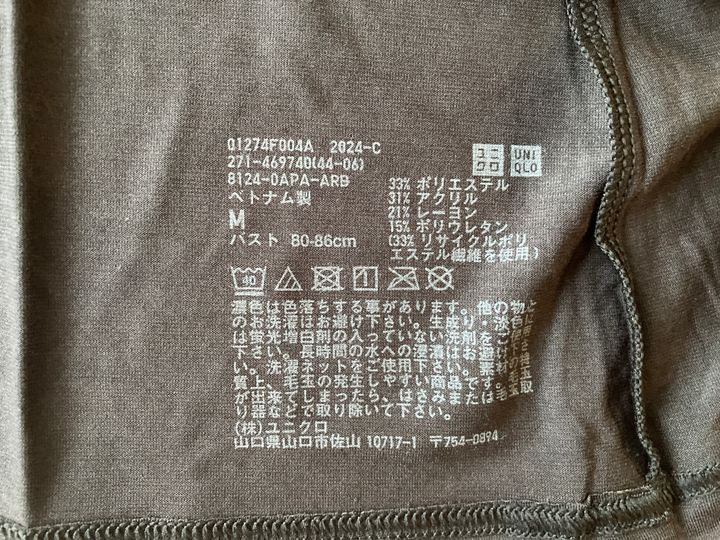 01274F004A 2024-C
271-469740(44-06)
8124-0APA-ARB
ベトナム製
M
バスト 80-86cm
ユニクロ
UNIQLO
33% ポリエステル
31% アクリル
21% レーヨン
15% ポリウレタン
(33% リサイクルポリ
エステル繊維を使用)
40
濃色は色落ちする事があります。他の物と
のお洗濯はお避け下さい。生成り・淡色
は蛍光増白剤の入っていない洗剤をご使用
下さい。長時間の水への浸漬はお避け
い。洗濯ネットをご使用下さい。素材の特
質上、毛玉の発生しやすい商品です。毛玉
が出来てしまったら、はさみまたは毛玉取
り器などで取り除いて下さい。
(株)ユニクロ
山口県山口市佐山 10717-1 〒754-0894